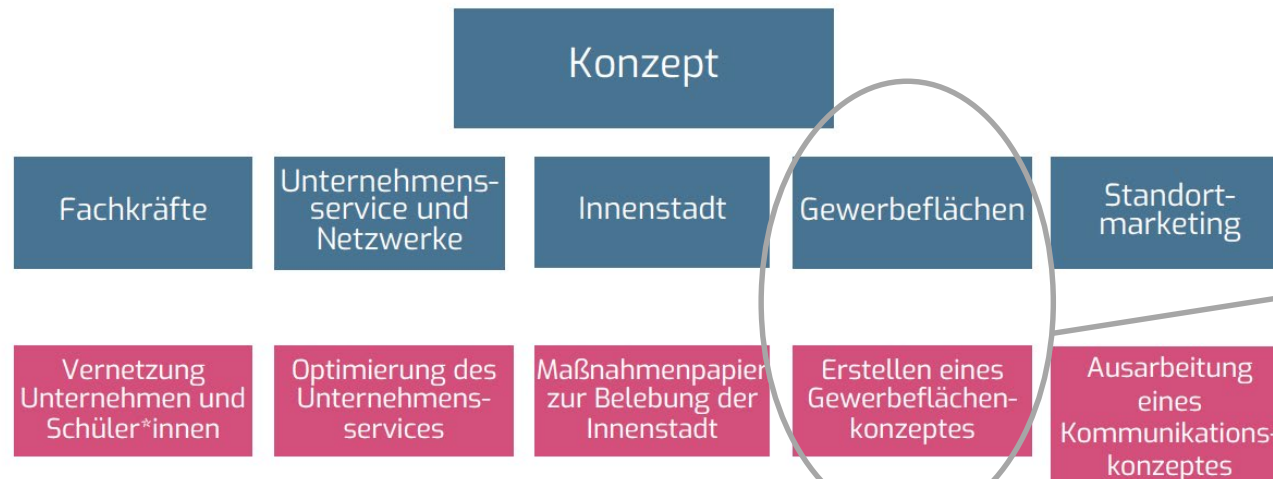 Konzept
Fachkräfte
Unternehmens-
service und
Netzwerke
Innenstadt
Gewerbeflächen
Standort-
marketing
Vernetzung
Unternehmen und
Schüler*innen
Optimierung des
Unternehmens-
services
Maßnahmenpapier
zur Belebung der
Innenstadt
Erstellen eines
Gewerbeflächen-
konzeptes
Ausarbeitung
eines
Kommunikations-
konzeptes